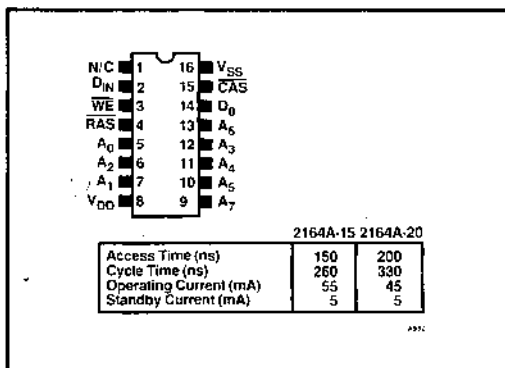 N/C 1 16 VSS
DIN 2 15 CAS
WE 3 14 D0
RAS 4 13 A6
A0 5 12 A3
A2 6 11 A4
A1 7 10 A5
VDD 8 9 A7
2164A-15 2164A-20
Access Time (ns) 150 200
Cycle Time (ns) 260 330
Operating Current (mA) 55 45
Standby Current (mA) 5 5